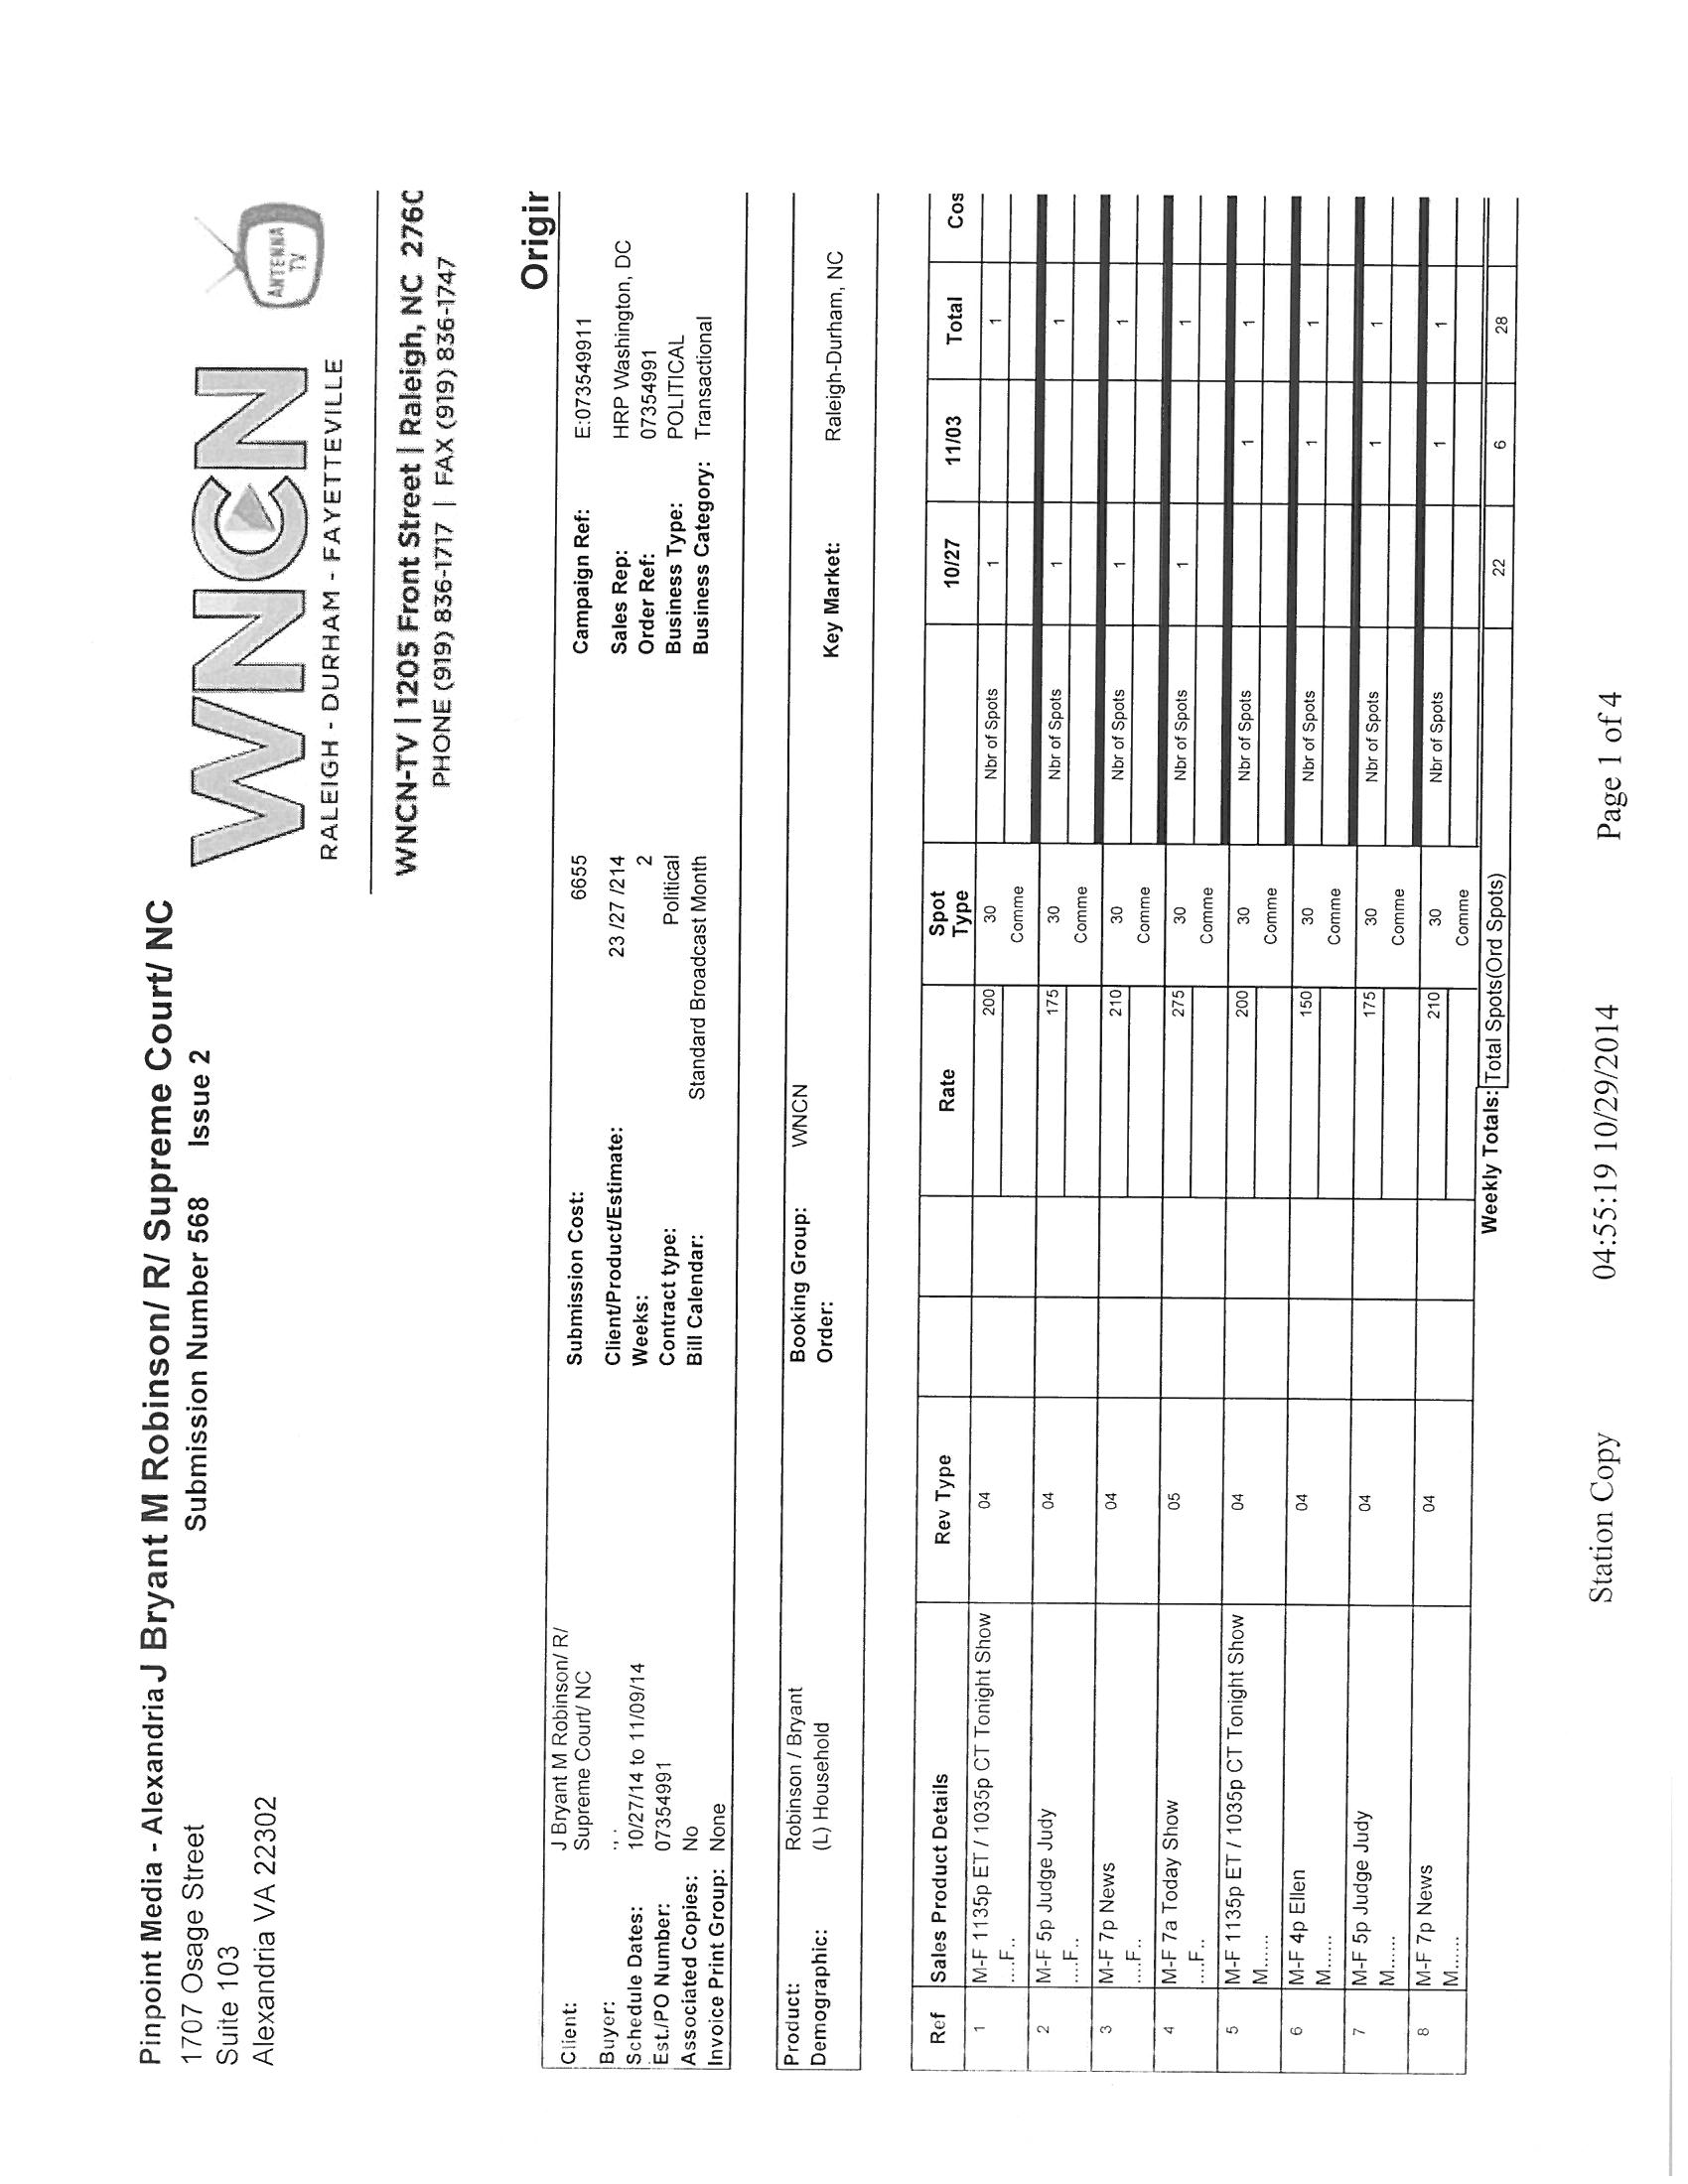 Pinpoint Media - Alexandria J Bryant M Robinson/ R/ Supreme Court/ NC
1707 Osage Street
Suite 103
Alexandria VA 22302
Submission Number 568 Issue 2
WNCN
RALEIGH - DURHAM - FAYETTEVILLE
ANTENNA
TV
WNCN-TV | 1205 Front Street | Raleigh, NC 2760
PHONE (919) 836-1717 | FAX (919) 836-1747
Origin
Client: J Bryant M Robinson/ R/
Supreme Court/ NC
Buyer: , .
Schedule Dates: 10/27/14 to 11/09/14
Est./PO Number: 07354991
Associated Copies: No
Invoice Print Group: None
Submission Cost: 6655
Client/Product/Estimate: 23 /27 /214
Weeks: 2
Contract type: Political
Bill Calendar: Standard Broadcast Month
Campaign Ref: E:073549911
Sales Rep: HRP Washington, DC
Order Ref: 07354991
Business Type: POLITICAL
Business Category: Transactional
Product: Robinson / Bryant
Demographic: (L) Household
Booking Group: WNCN
Order:
Key Market: Raleigh-Durham, NC
Ref Sales Product Details Rev Type Rate Spot Type 10/27 11/03 Total Cos
1 M-F 1135p ET / 1035p CT Tonight Show 04 200 30 Nbr of Spots 1 1
....F.. Comme
2 M-F 5p Judge Judy 04 175 30 Nbr of Spots 1 1
....F.. Comme
3 M-F 7p News 04 210 30 Nbr of Spots 1 1
....F.. Comme
4 M-F 7a Today Show 05 275 30 Nbr of Spots 1 1
....F.. Comme
5 M-F 1135p ET / 1035p CT Tonight Show 04 200 30 Nbr of Spots 1 1
M...... Comme
6 M-F 4p Ellen 04 150 30 Nbr of Spots 1 1
M...... Comme
7 M-F 5p Judge Judy 04 175 30 Nbr of Spots 1 1
M...... Comme
8 M-F 7p News 04 210 30 Nbr of Spots 1 1
M...... Comme
Weekly Totals: Total Spots(Ord Spots) 22 6 28
Station Copy 04:55:19 10/29/2014 Page 1 of 4